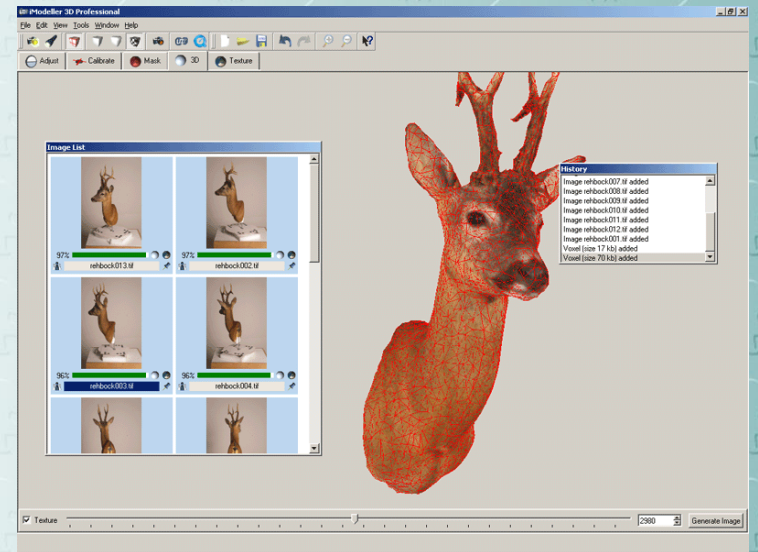 iModeller 3D Professional
File Edit View Tools Window Help
Adjust Calibrate Mask 3D Texture
Image List
97% 97%
rehbock013.tif rehbock002.tif
96% 96%
rehbock003.tif rehbock004.tif
History
Image rehbock007.tif added
Image rehbock008.tif added
Image rehbock009.tif added
Image rehbock010.tif added
Image rehbock011.tif added
Image rehbock012.tif added
Image rehbock001.tif added
Voxel (size 17 kb) added
Voxel (size 70 kb) added
Texture 2980 Generate Image